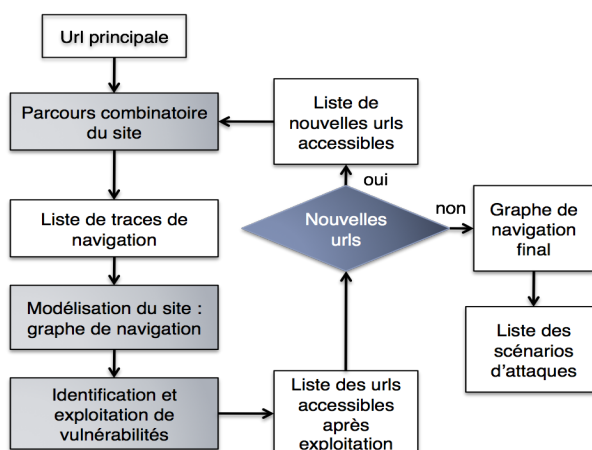 Url principale
Parcours combinatoire
du site
Liste de traces de
navigation
Modélisation du site :
graphe de navigation
Identification et
exploitation de
vulnérabilités
Liste des urls
accessibles
après
exploitation
Nouvelles
urls
oui
Liste de
nouvelles urls
accessibles
non
Graphe de
navigation
final
Liste des
scénarios
d'attaques